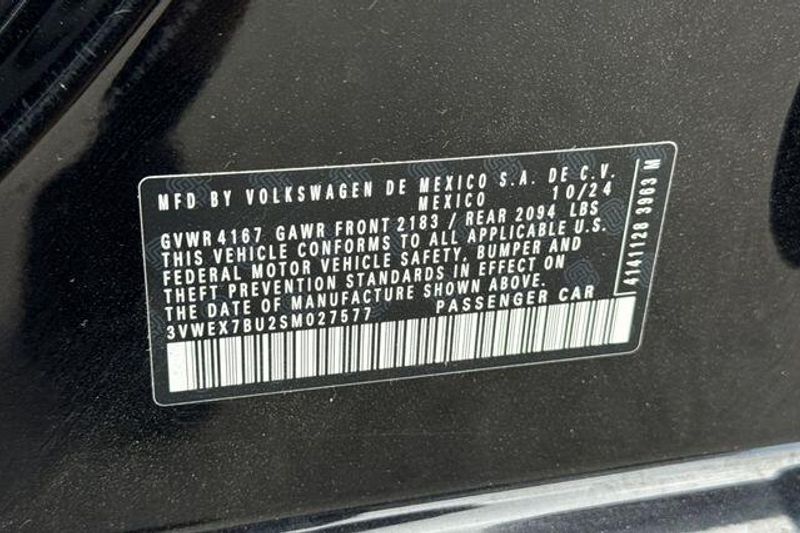 MFD BY VOLKSWAGEN DE MEXICO S.A. DE C.V.
MEXICO 10/24
GVWR 4167 GAWR FRONT 2183 / REAR 2094 LBS
THIS VEHICLE CONFORMS TO ALL APPLICABLE U.S.
FEDERAL MOTOR VEHICLE SAFETY, BUMPER AND
THEFT PREVENTION STANDARDS IN EFFECT ON
THE DATE OF MANUFACTURE SHOWN ABOVE.
3VWEX7BU2SM027577 PASSENGER CAR
4141128 3963 M